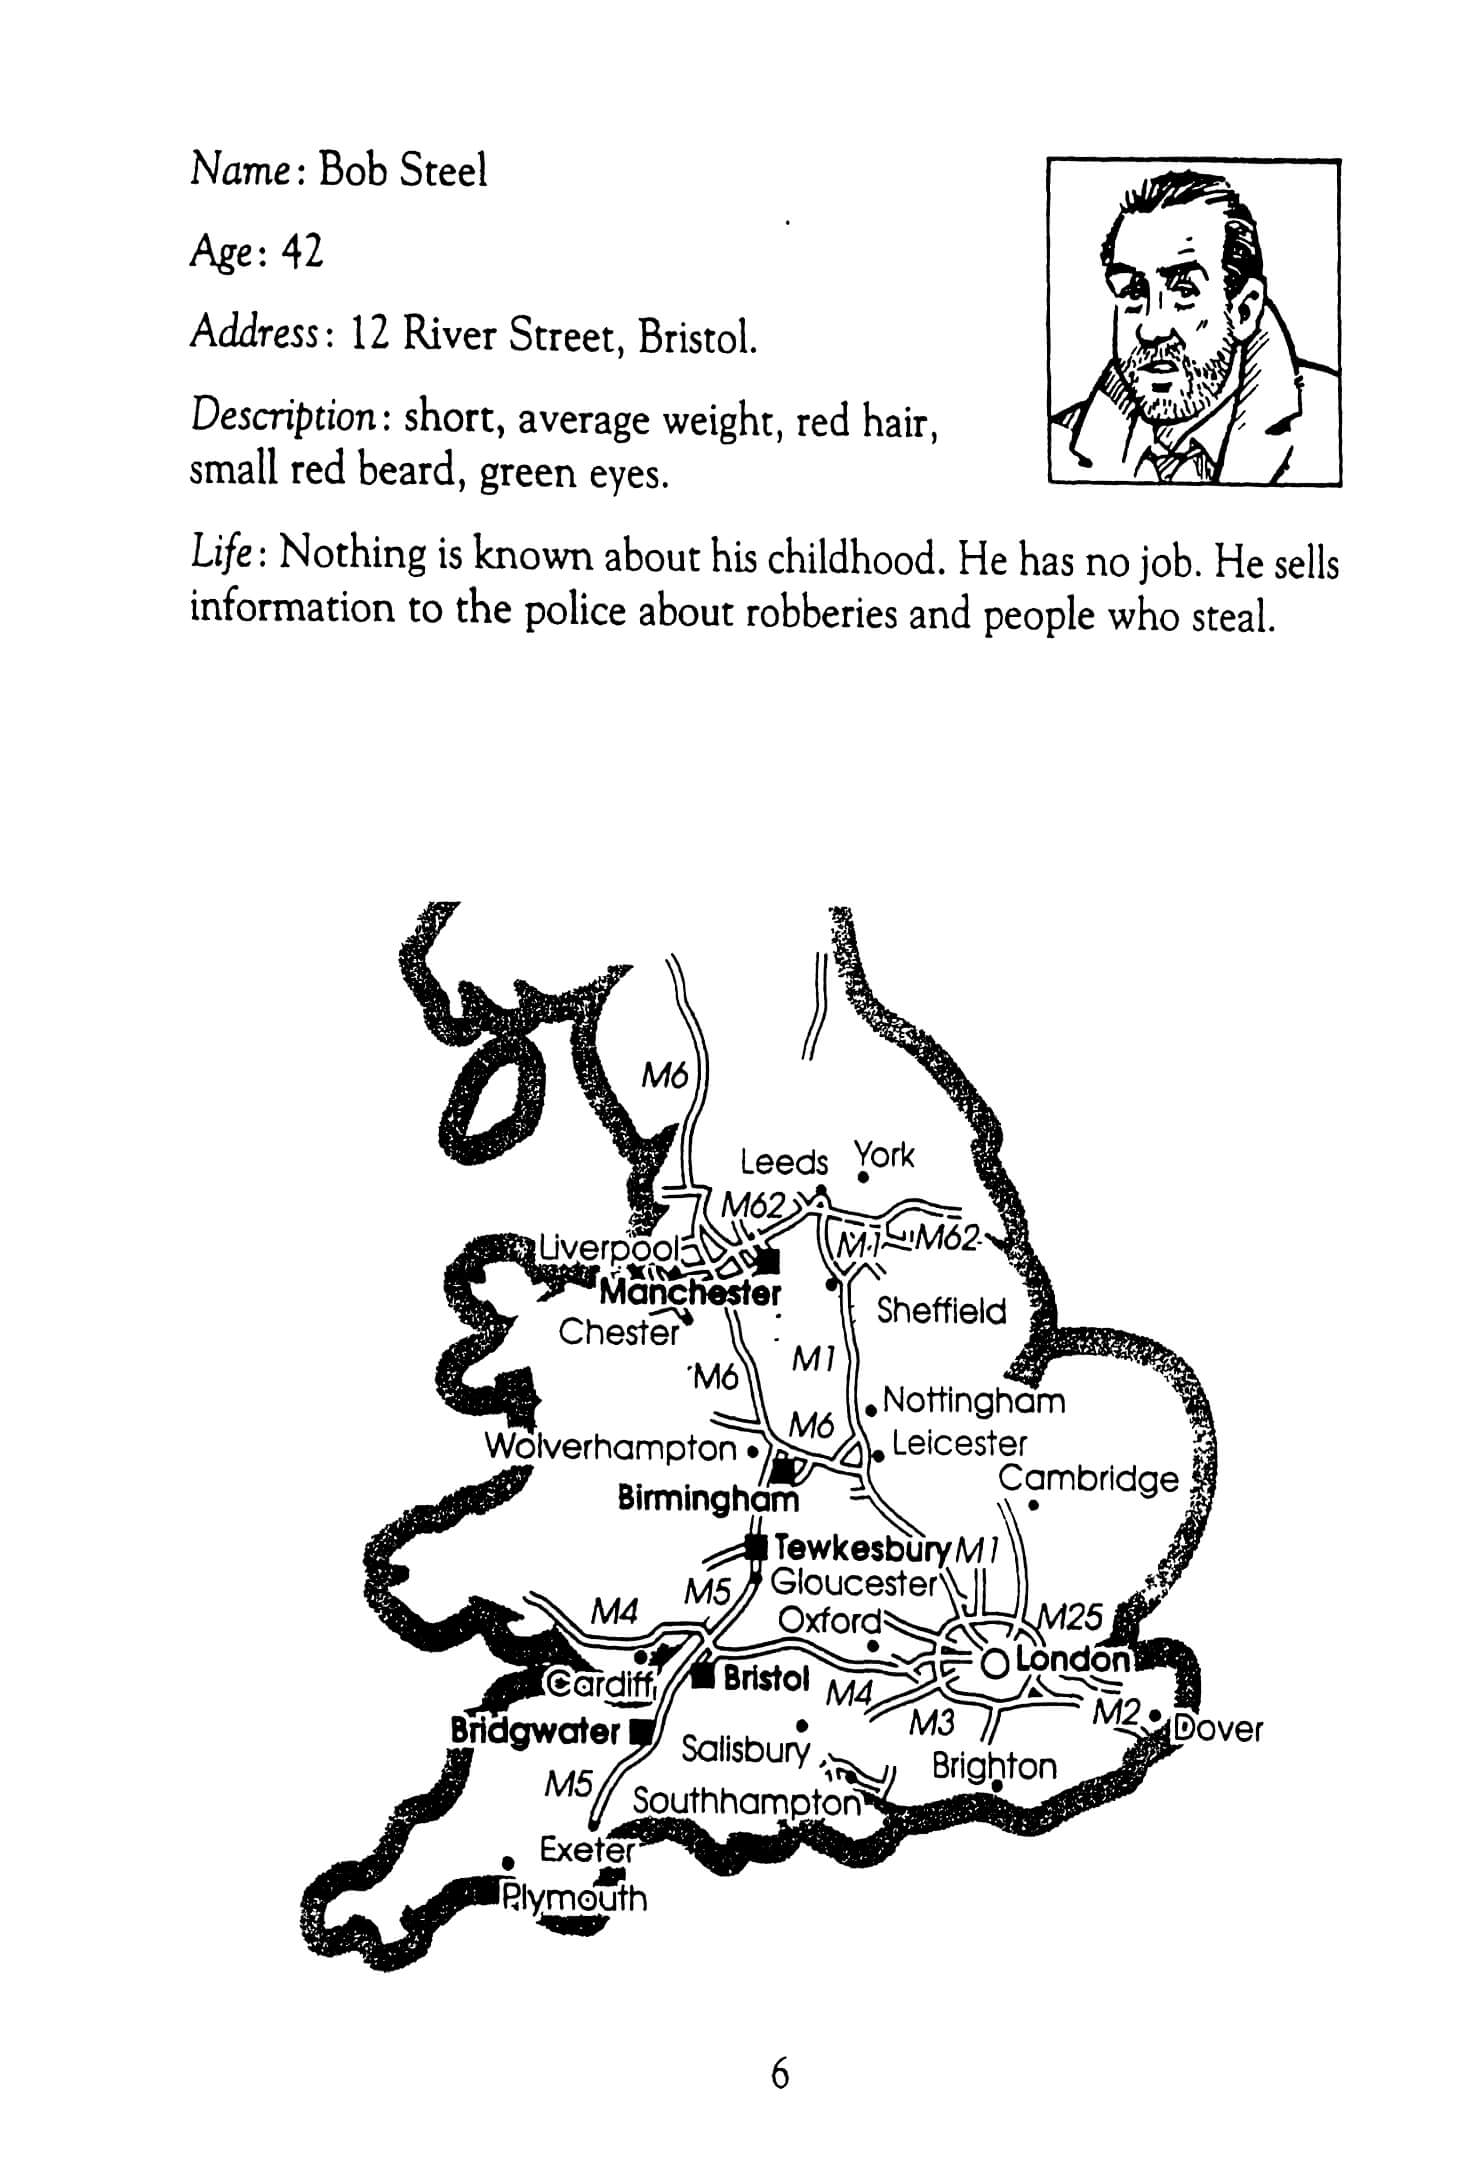 Name: Bob Steel
Age: 42
Address: 12 River Street, Bristol.
Description: short, average weight, red hair,
small red beard, green eyes.
Life: Nothing is known about his childhood. He has no job. He sells
information to the police about robberies and people who steal.
M6
Leeds York
M62
Liverpool M1 M62
Manchester
Sheffield
Chester
M6 M1
Nottingham
M6
Wolverhampton Leicester
Cambridge
Birmingham
Tewkesbury M1
M5 Gloucester
M4 Oxford M25
London
Cardiff Bristol M4
Bridgwater M3 M2 Dover
Salisbury
M5 Brighton
Southhampton
Exeter
Plymouth
6